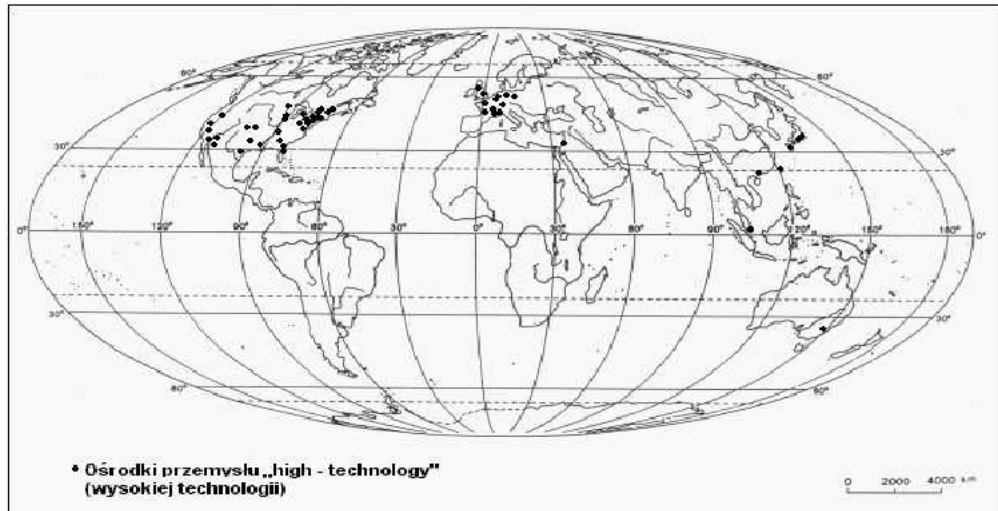 60° 60°
30° 30°
150° 120° 90° 60° 30° 0° 30° 60° 90° 120° 150° 180°
0° 0°
30° 30°
60° 60°
• Ośrodki przemysłu „high - technology”
(wysokiej technologii)
0 2000 4000 km